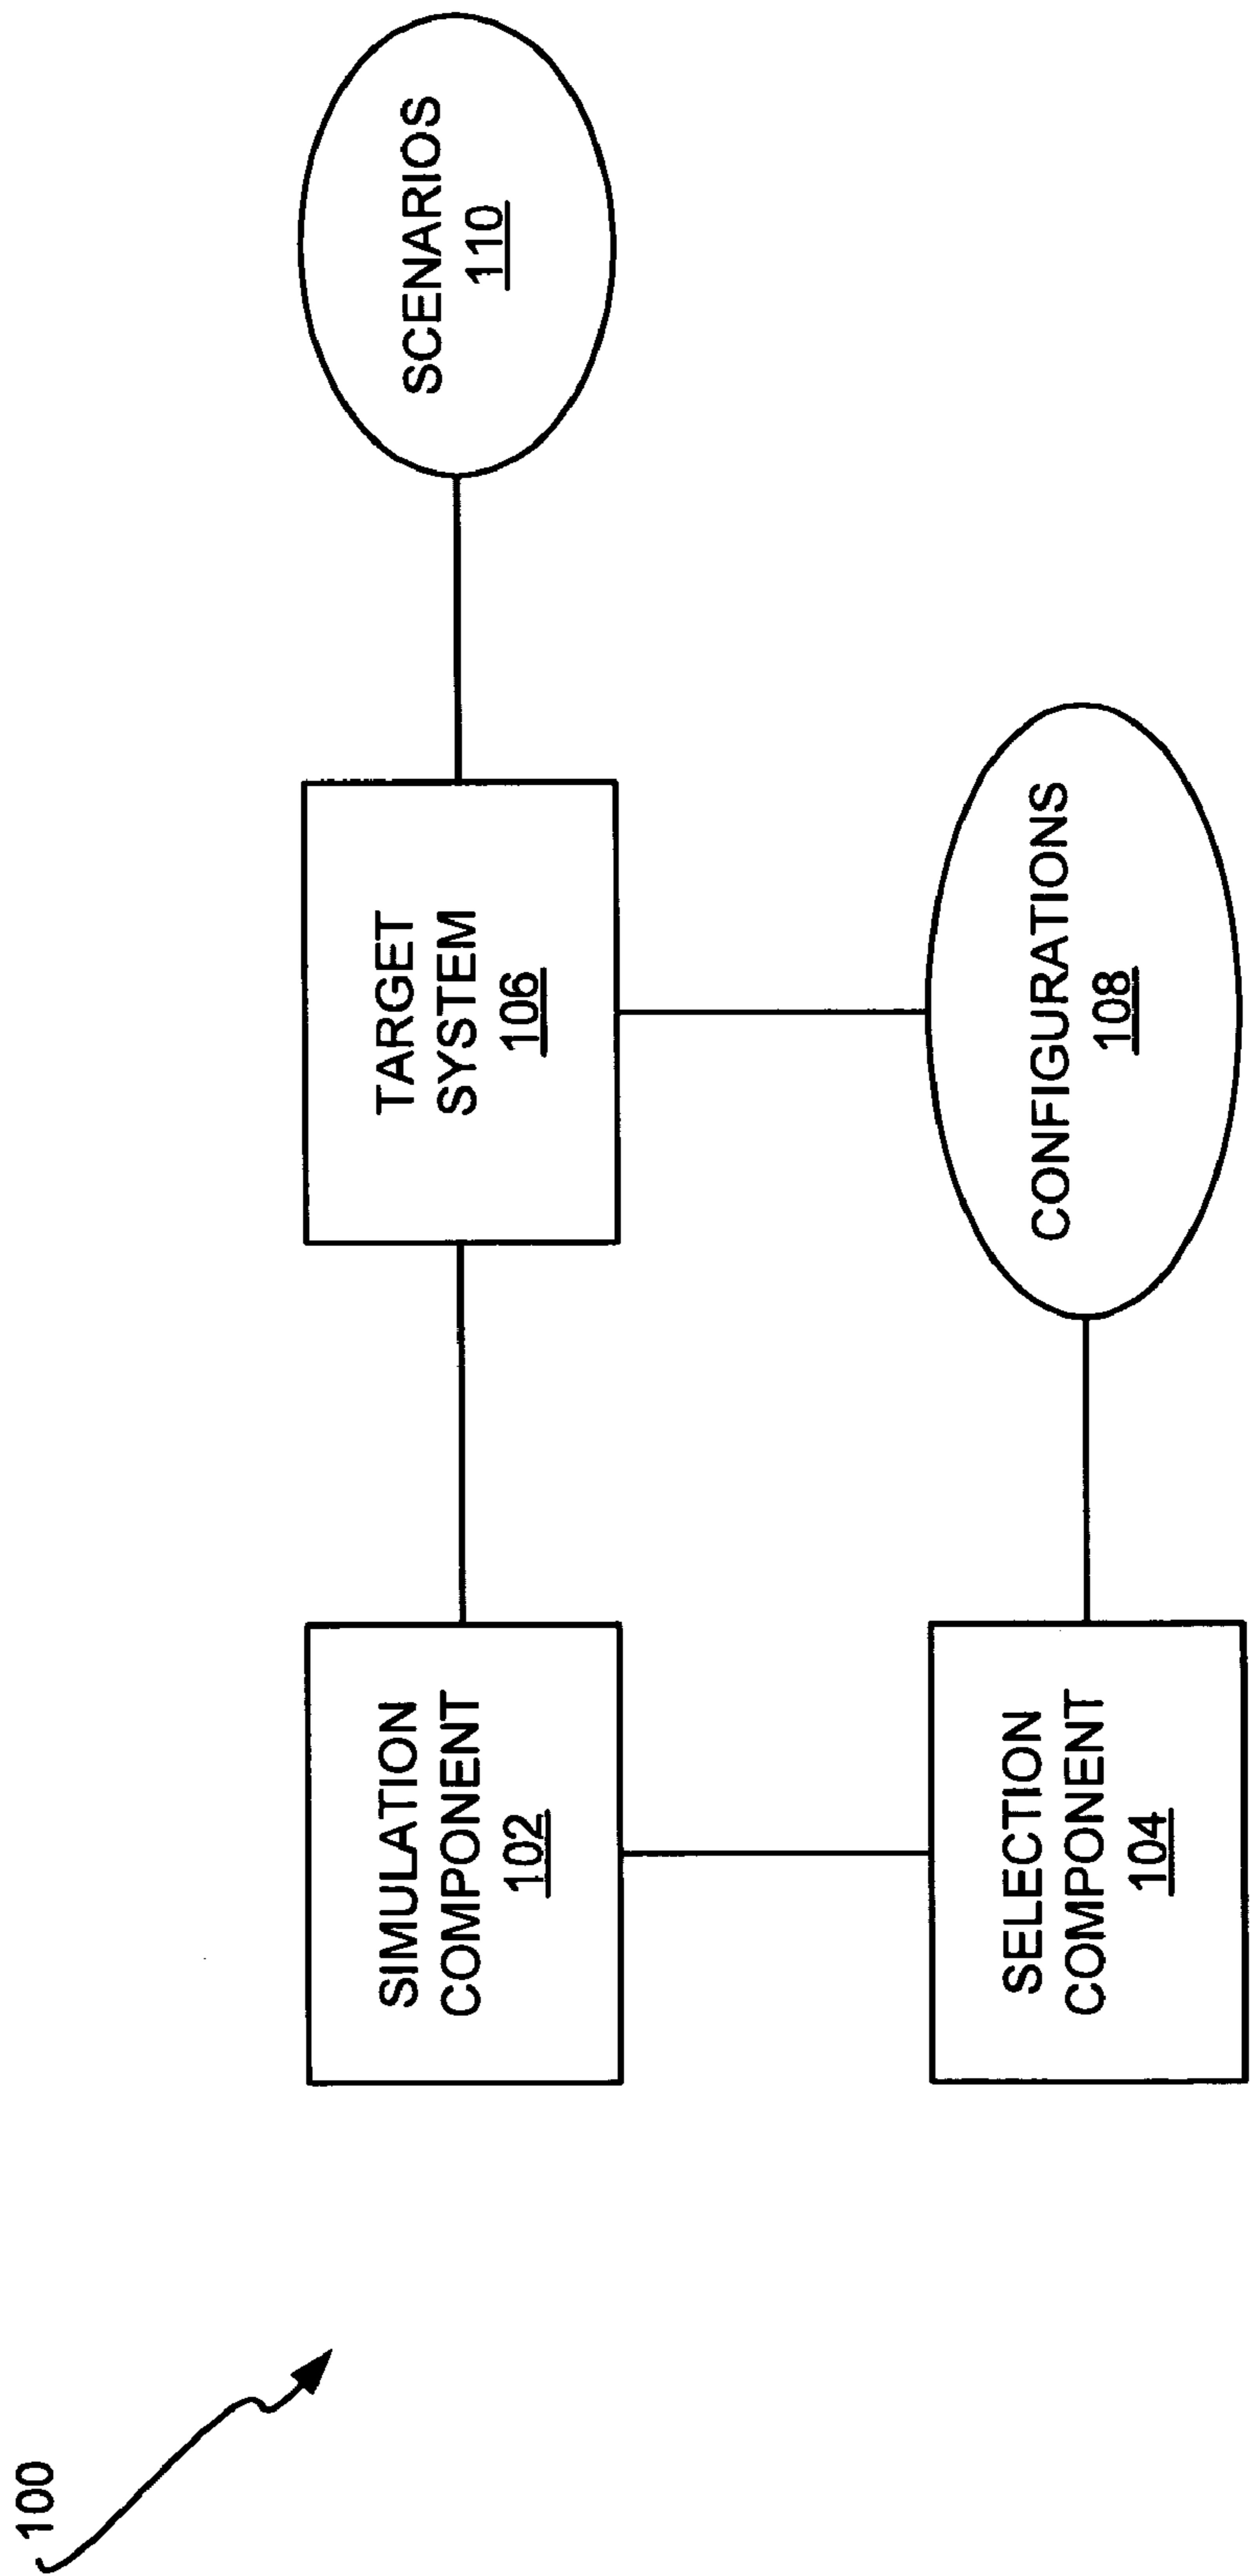 100
SIMULATION
COMPONENT
102
TARGET
SYSTEM
106
SCENARIOS
110
SELECTION
COMPONENT
104
CONFIGURATIONS
108